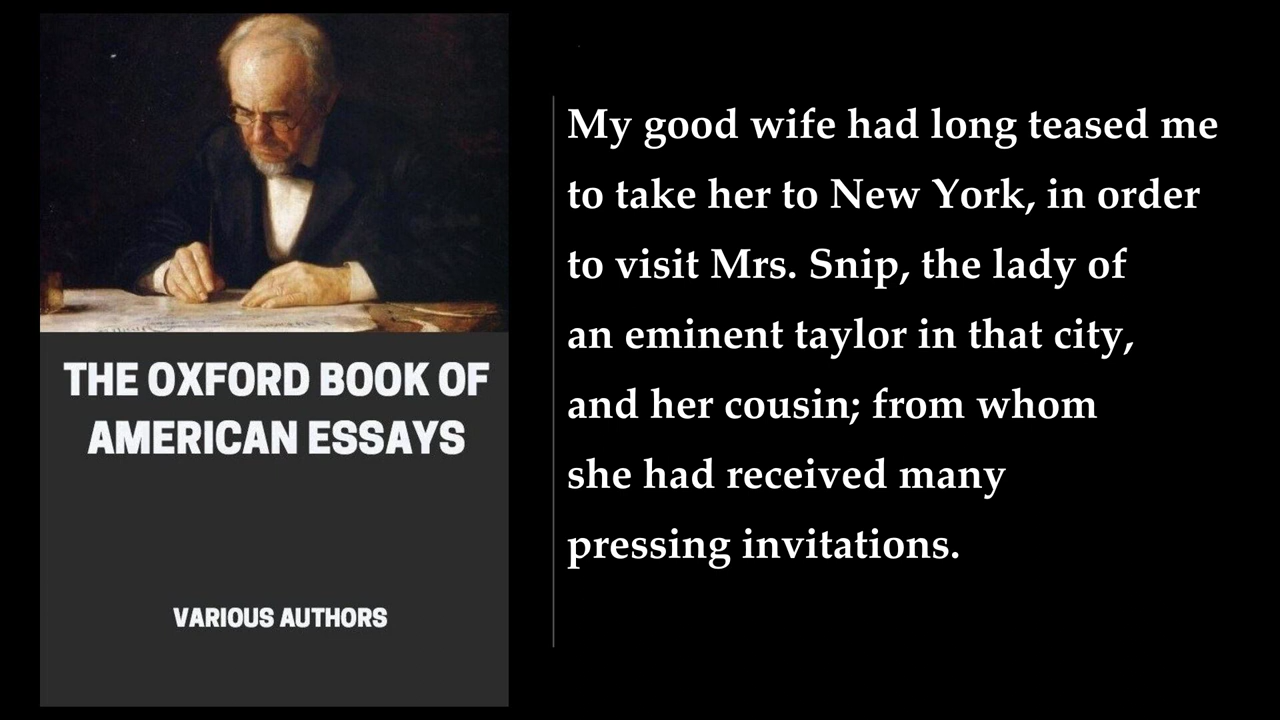 THE OXFORD BOOK OF
AMERICAN ESSAYS
VARIOUS AUTHORS
My good wife had long teased me
to take her to New York, in order
to visit Mrs. Snip, the lady of
an eminent taylor in that city,
and her cousin; from whom
she had received many
pressing invitations.